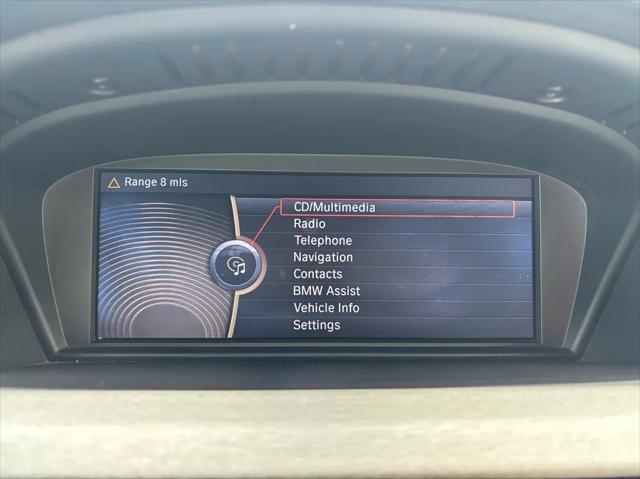 Range 8 mls
CD/Multimedia
Radio
Telephone
Navigation
Contacts
BMW Assist
Vehicle Info
Settings